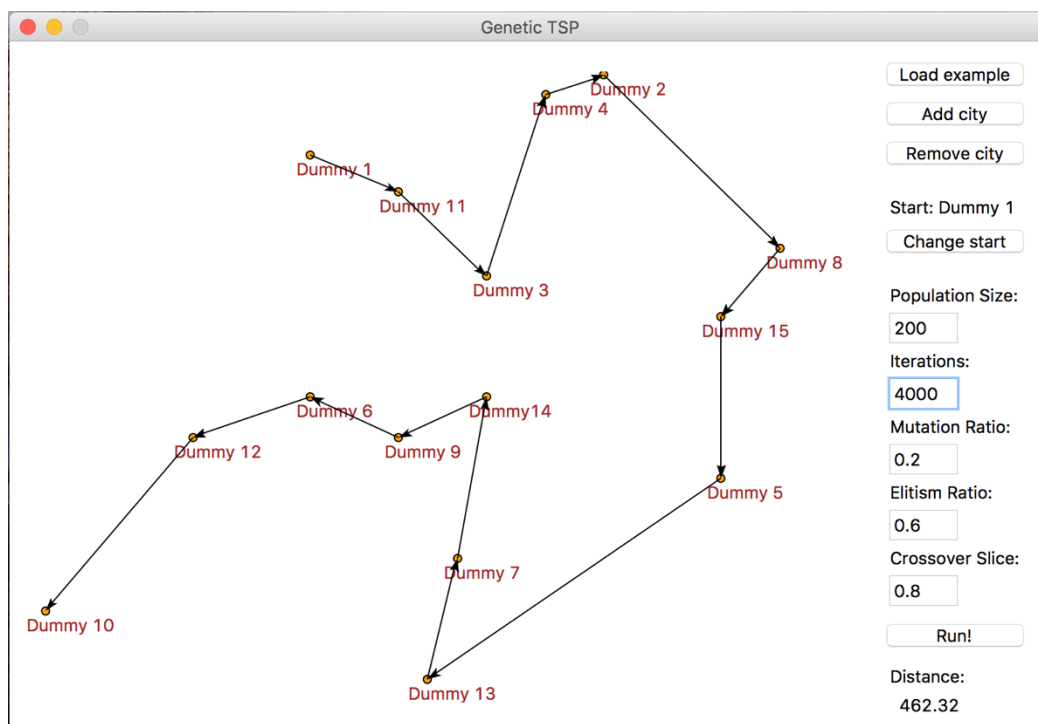 Genetic TSP
Load example
Dummy 2
Dummy 4
Add city
Remove city
Dummy 1
Dummy 11
Start: Dummy 1
Change start
Dummy 8
Dummy 3
Population Size:
200
Dummy 15
Iterations:
4000
Dummy 6
Dummy14
Mutation Ratio:
0.2
Dummy 12
Dummy 9
Elitism Ratio:
0.6
Dummy 5
Crossover Slice:
0.8
Dummy 7
Dummy 10
Run!
Distance:
462.32
Dummy 13